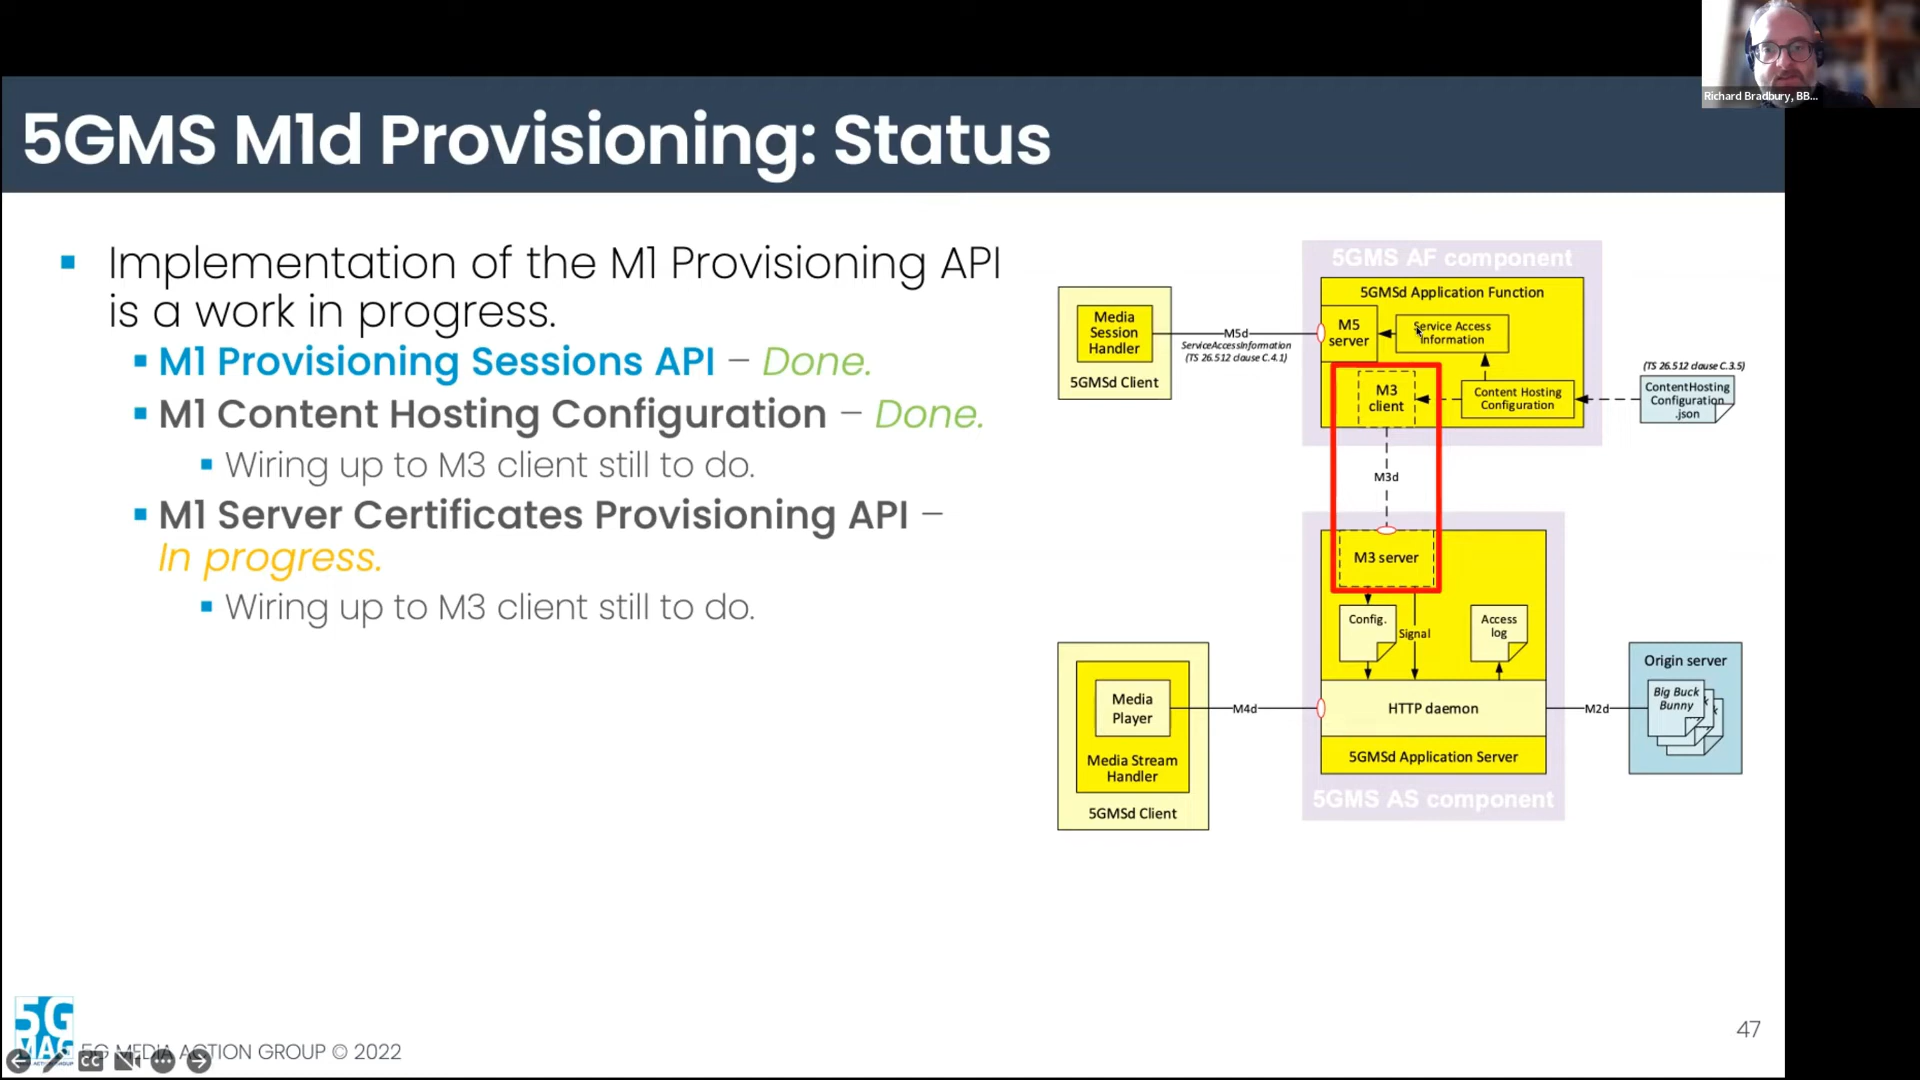 Richard Bradbury, BB...
5GMS M1d Provisioning: Status
Implementation of the M1 Provisioning API
is a work in progress.
M1 Provisioning Sessions API – Done.
M1 Content Hosting Configuration – Done.
Wiring up to M3 client still to do.
M1 Server Certificates Provisioning API –
In progress.
Wiring up to M3 client still to do.
5GMS AF component
5GMSd Application Function
Media
Session
Handler
5GMSd Client
M5d
ServiceAccessInformation
(TS 26.512 clause C.4.1)
M5
server
Service Access
Information
M3
client
Content Hosting
Configuration
(TS 26.512 clause C.3.5)
ContentHosting
Configuration
.json
M3d
M3 server
Config.
Signal
Access
log
HTTP daemon
5GMSd Application Server
5GMS AS component
Media
Player
Media Stream
Handler
5GMSd Client
M4d
M2d
Origin server
Big Buck
Bunny
k
k
5G
MAG
5G MEDIA ACTION GROUP © 2022
CC
47